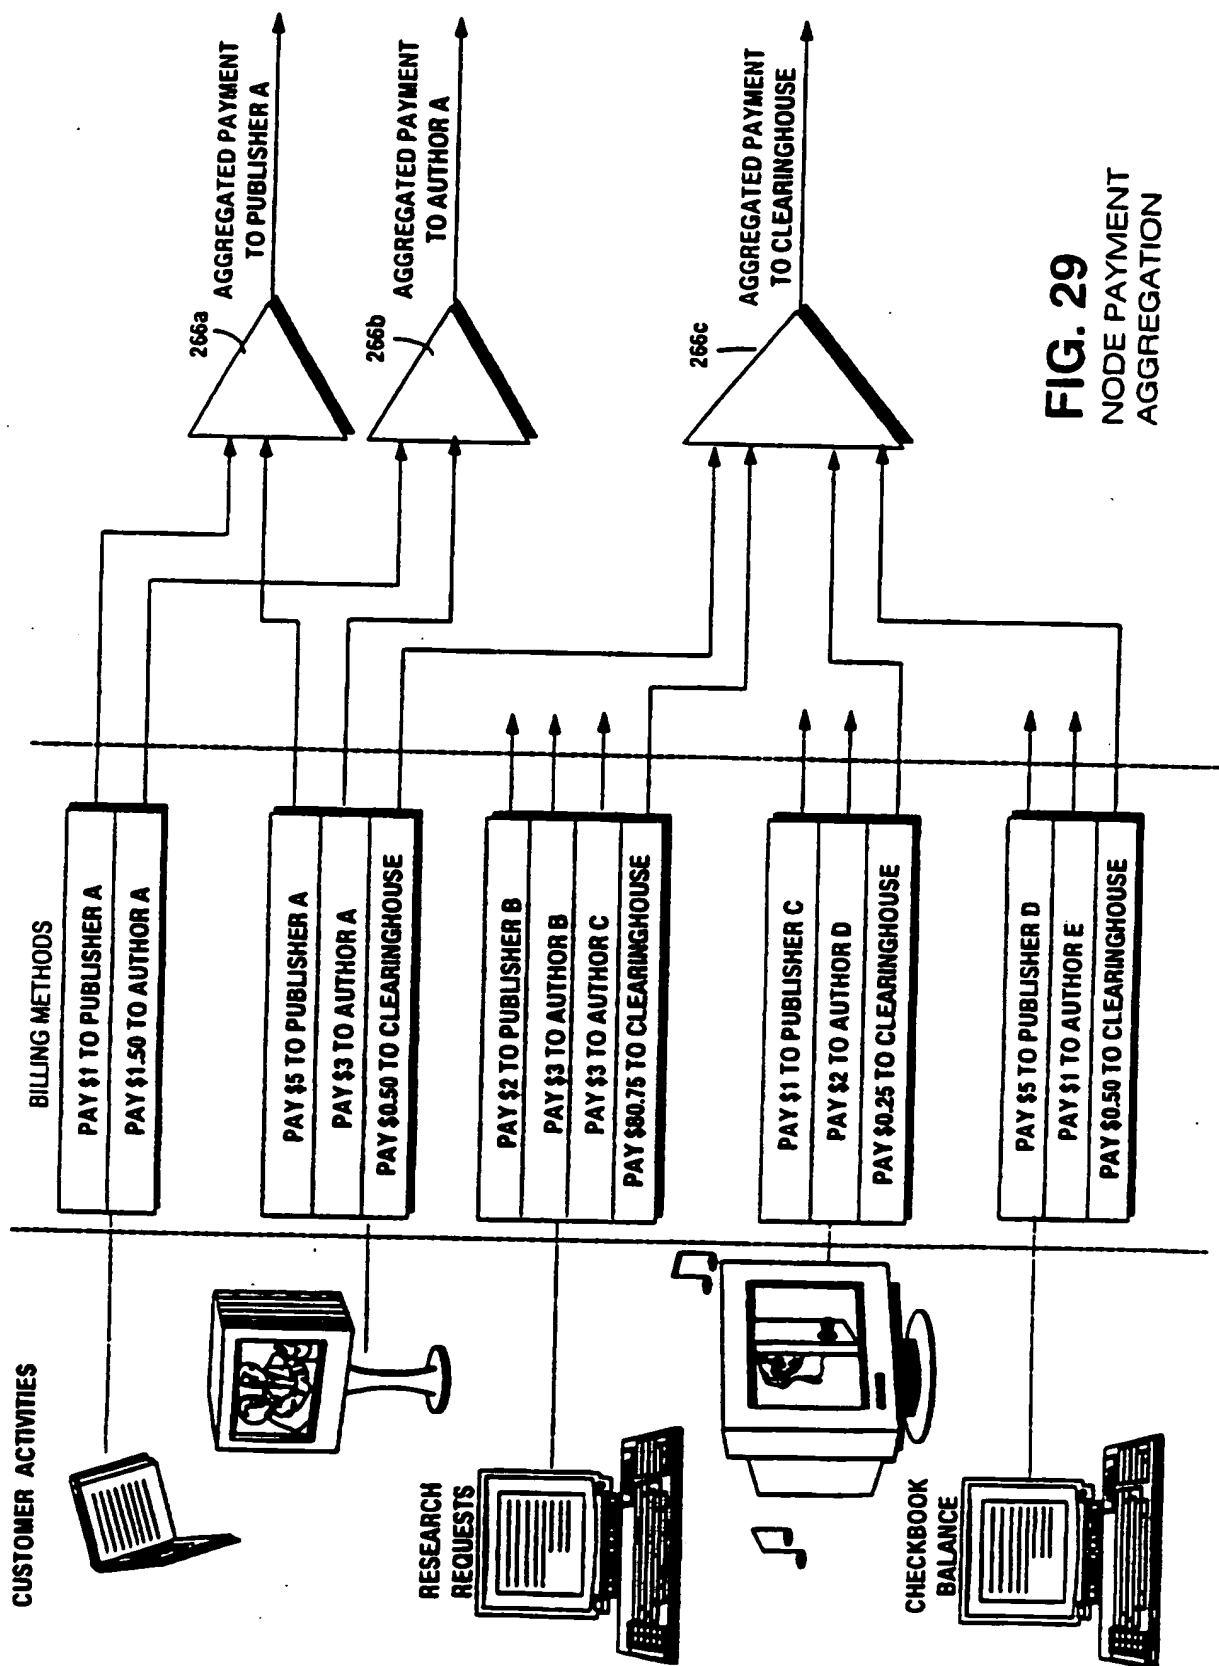 CUSTOMER ACTIVITIES
RESEARCH
REQUESTS
CHECKBOOK
BALANCE
BILLING METHODS
PAY $1 TO PUBLISHER A
PAY $1.50 TO AUTHOR A
PAY $5 TO PUBLISHER A
PAY $3 TO AUTHOR A
PAY $0.50 TO CLEARINGHOUSE
PAY $2 TO PUBLISHER B
PAY $3 TO AUTHOR B
PAY $3 TO AUTHOR C
PAY $80.75 TO CLEARINGHOUSE
PAY $1 TO PUBLISHER C
PAY $2 TO AUTHOR D
PAY $0.25 TO CLEARINGHOUSE
PAY $5 TO PUBLISHER D
PAY $1 TO AUTHOR E
PAY $0.50 TO CLEARINGHOUSE
266a
AGGREGATED PAYMENT
TO PUBLISHER A
266b
AGGREGATED PAYMENT
TO AUTHOR A
266c
AGGREGATED PAYMENT
TO CLEARINGHOUSE
FIG. 29
NODE PAYMENT
AGGREGATION